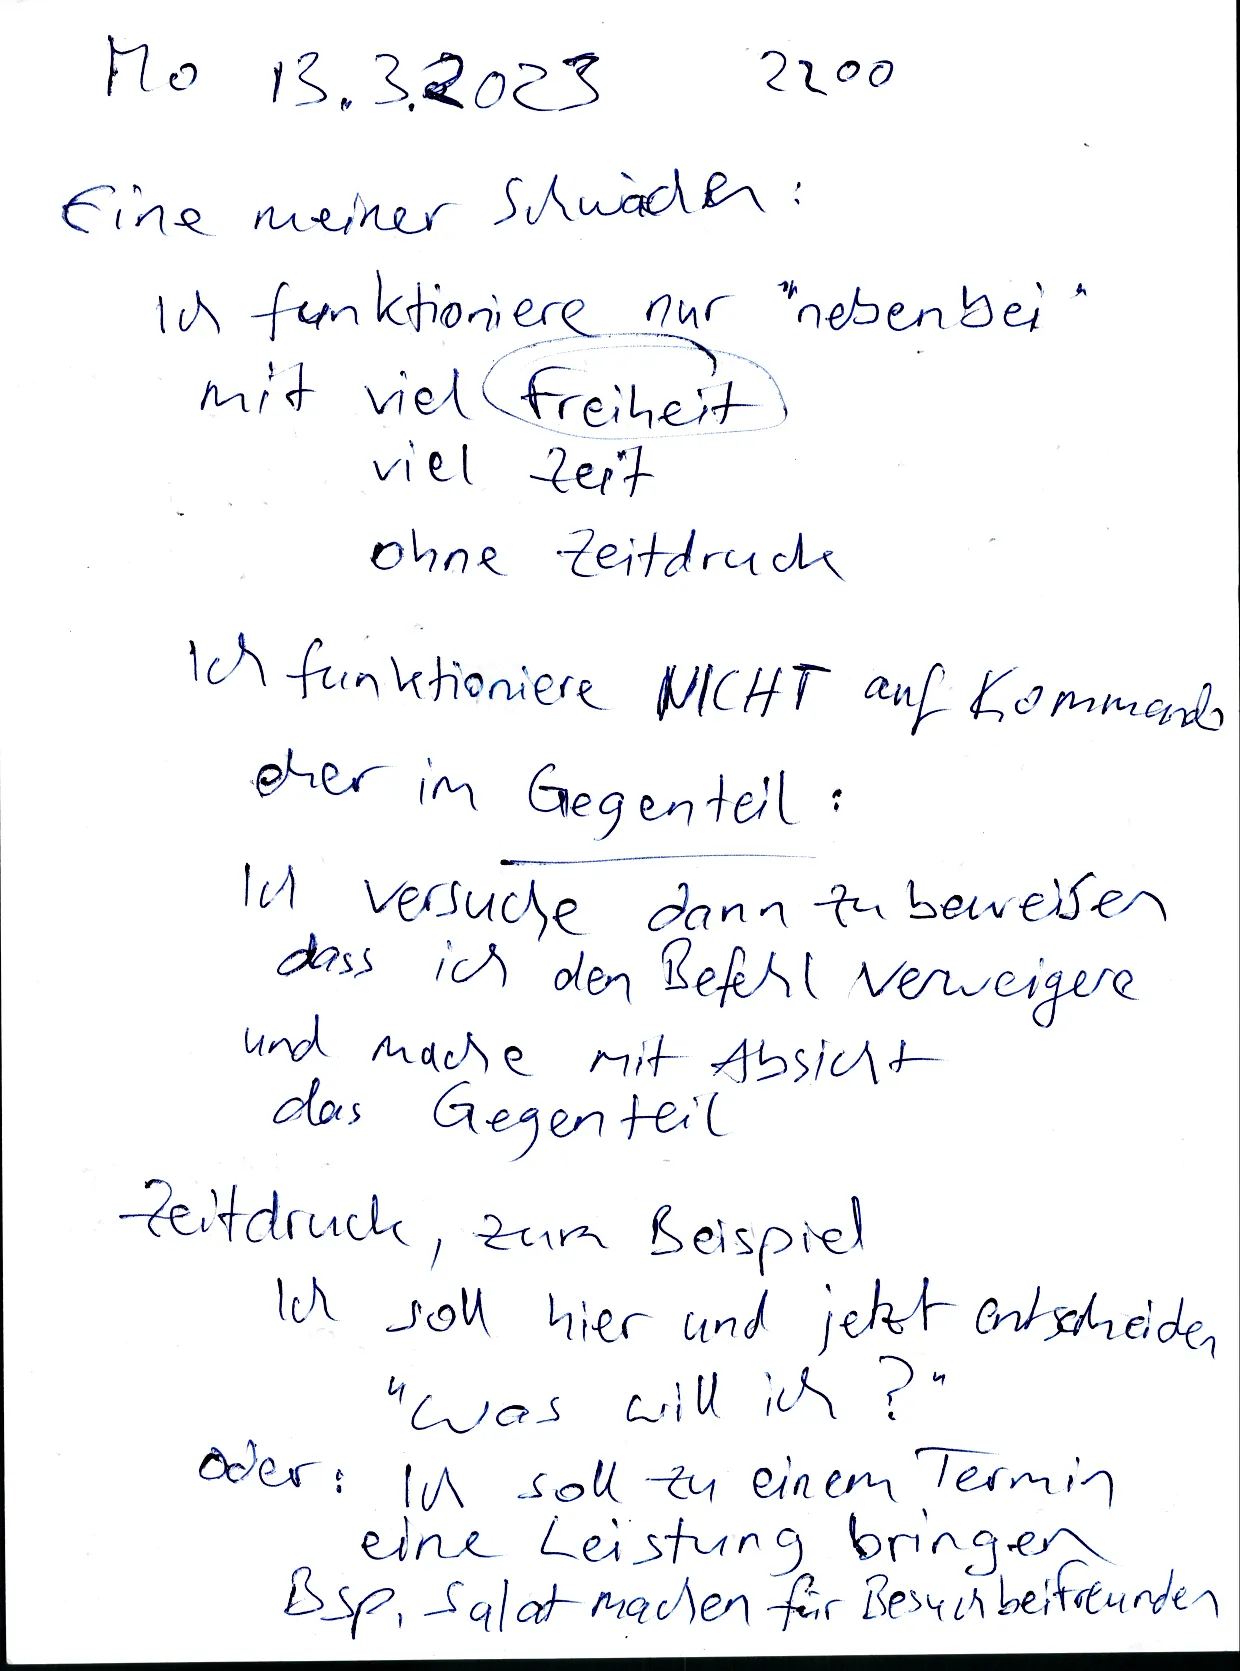 Mo 13.3.2023 2200
Eine meiner Schwächen:
Ich funktioniere nur "nebenbei"
mit viel Freiheit
viel Zeit
ohne Zeitdruck
Ich funktioniere NICHT auf Kommando
eher im Gegenteil:
Ich versuche dann zu beweisen
dass ich den Befehl verweigere
und mache mit Absicht
das Gegenteil
Zeitdruck, zum Beispiel
Ich soll hier und jetzt entscheiden
"Was will ich?"
oder: Ich soll zu einem Termin
eine Leistung bringen
Bsp. Salat machen für Besuch bei Freunden